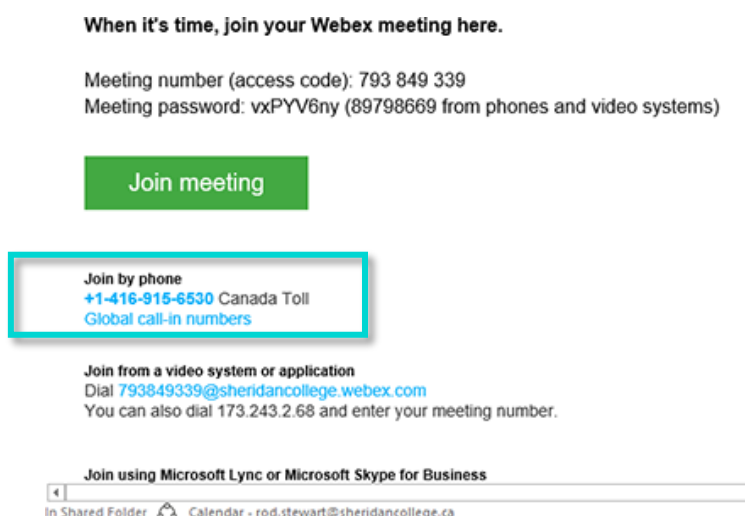 When it's time, join your Webex meeting here.
Meeting number (access code): 793 849 339
Meeting password: vxPYV6ny (89798669 from phones and video systems)
Join meeting
Join by phone
+1-416-915-6530 Canada Toll
Global call-in numbers
Join from a video system or application
Dial 793849339@sheridancollege.webex.com
You can also dial 173.243.2.68 and enter your meeting number.
Join using Microsoft Lync or Microsoft Skype for Business
In Shared Folder Calendar - rod.stewart@sheridancollege.ca